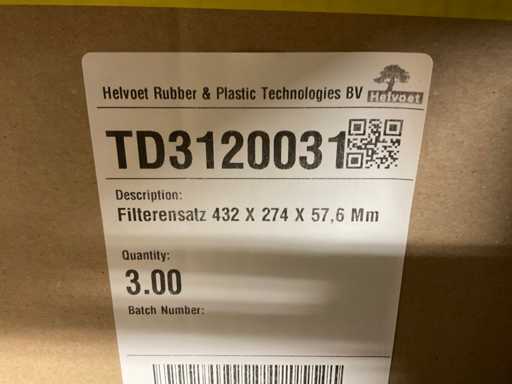 Helvoet Rubber & Plastic Technologies BV
Helvoet
TD3120031
Description:
Filterensatz 432 X 274 X 57,6 Mm
Quantity:
3.00
Batch Number: